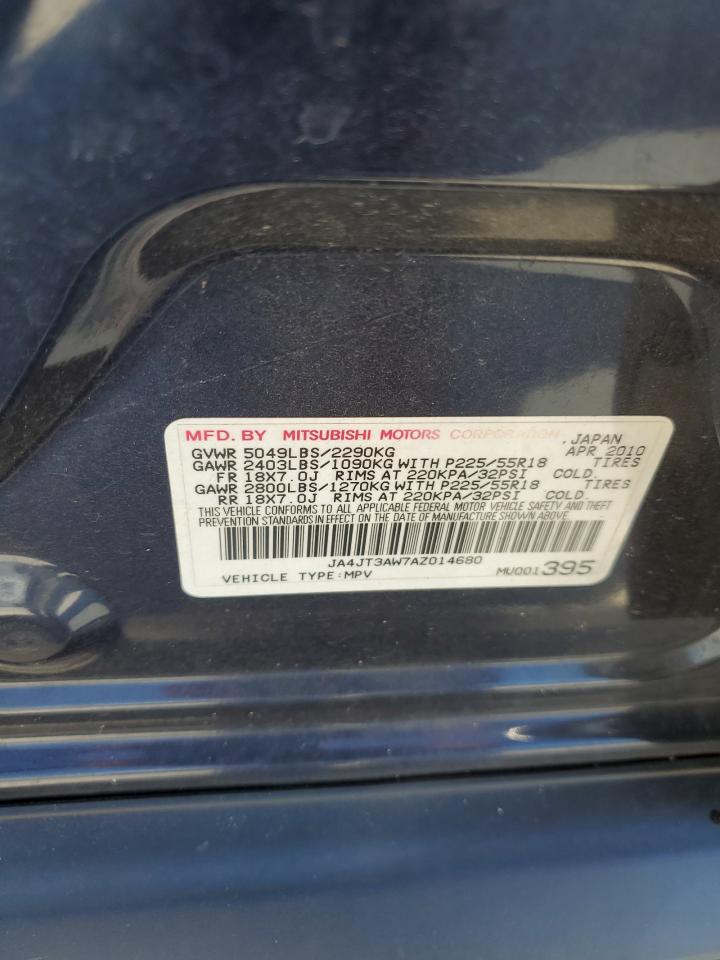 MFD. BY MITSUBISHI MOTORS CORPORATION, JAPAN
GVWR 5049LBS/2290KG APR 2010
GAWR 2403LBS/1090KG WITH P225/55R18 TIRES
FR 18X7.0J RIMS AT 220KPA/32PSI COLD.
GAWR 2800LBS/1270KG WITH P225/55R18 TIRES
RR 18X7.0J RIMS AT 220KPA/32PSI COLD.
THIS VEHICLE CONFORMS TO ALL APPLICABLE FEDERAL MOTOR VEHICLE SAFETY AND THEFT
PREVENTION STANDARDS IN EFFECT ON THE DATE OF MANUFACTURE SHOWN ABOVE.
JA4JT3AW7AZ014680
VEHICLE TYPE:MPV MU001395